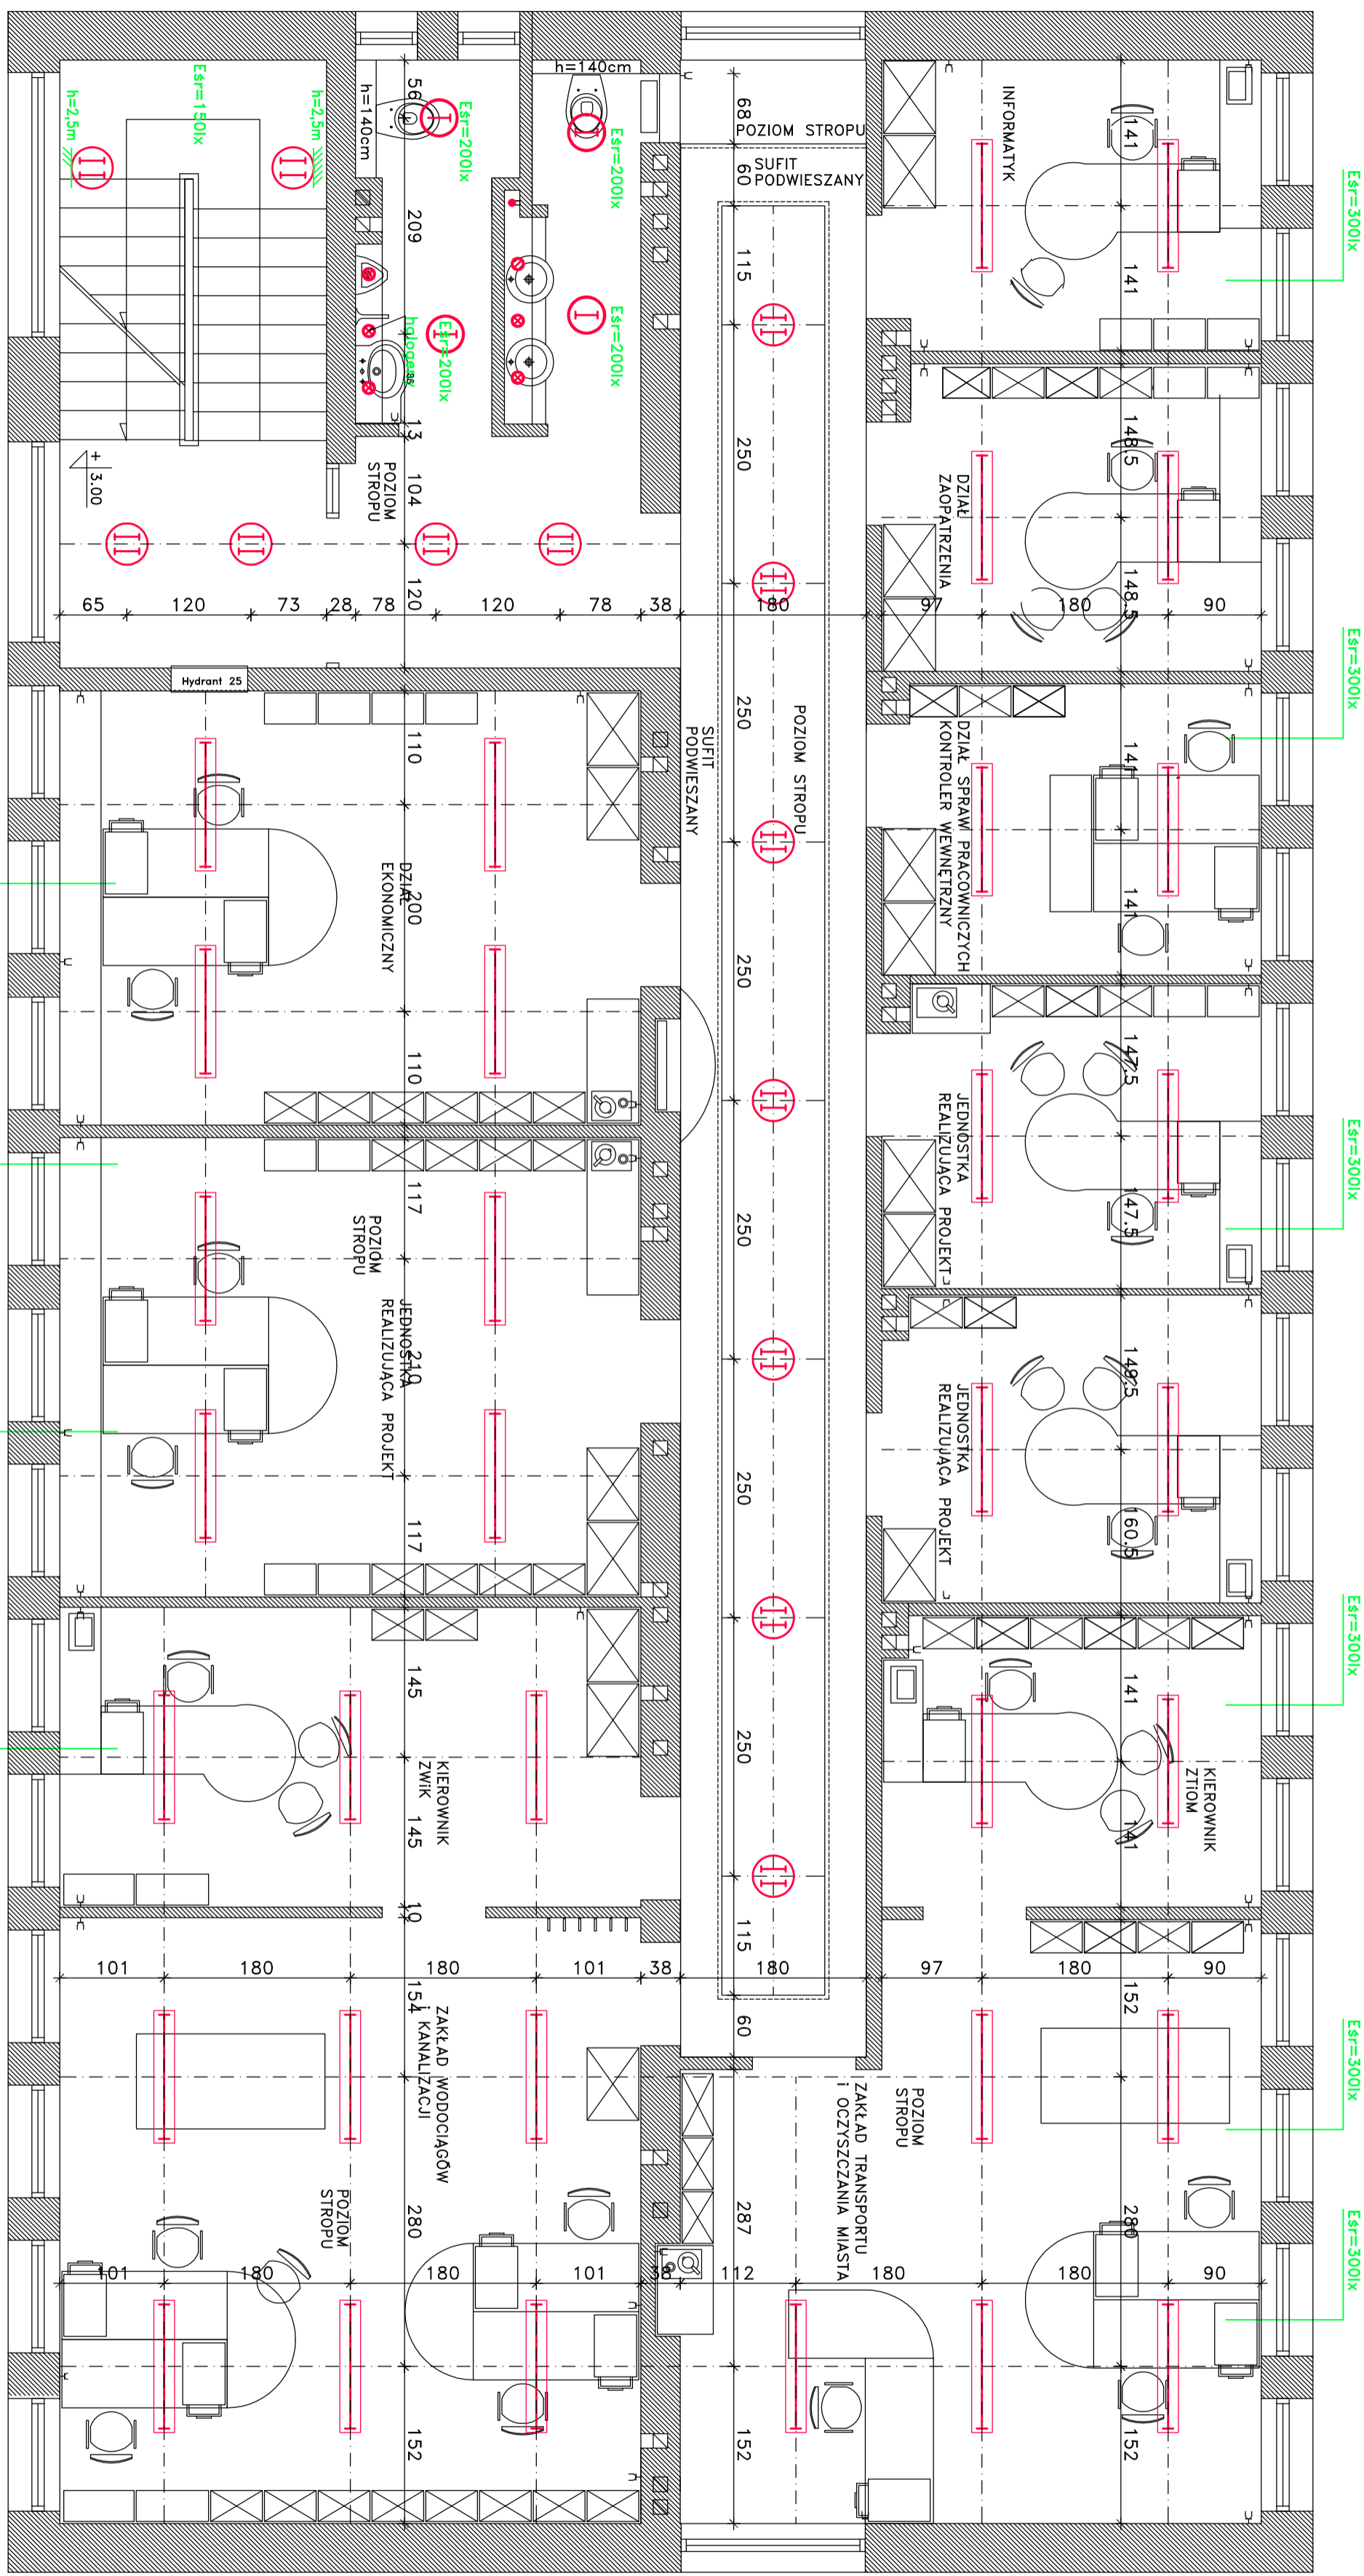 Eśr=150lx
h=2,5m
h=2,5m
h=140cm
h=140cm
56
Eśr=200lx
Eśr=200lx
209
Eśr=200lx
Eśr=200lx
halogeny
86
13
104
120
POZIOM
STROPU
+
3.00
65
120
73
28
78
120
78
38
180
97
180
90
68
POZIOM STROPU
60
SUFIT
PODWIESZANY
115
250
250
250
250
250
250
115
60
287
152
POZIOM STROPU
SUFIT
PODWIESZANY
INFORMATYK
141
141
Eśr=300lx
148.5
DZIAŁ
ZAOPATRZENIA
148.5
Eśr=300lx
141
DZIAŁ SPRAW PRACOWNICZYCH
KONTROLER WEWNĘTRZNY
141
147.5
JEDNOSTKA
REALIZUJĄCA PROJEKT
147.5
Eśr=300lx
149.5
JEDNOSTKA
REALIZUJĄCA PROJEKT
160.5
Eśr=300lx
141
KIEROWNIK
ZTiOM
141
152
Eśr=300lx
POZIOM
STROPU
ZAKŁAD TRANSPORTU
i OCZYSZCZANIA MIASTA
280
Eśr=300lx
152
Hydrant 25
110
DZIAŁ
EKONOMICZNY
200
110
117
POZIOM
STROPU
JEDNOSTKA
REALIZUJĄCA PROJEKT
210
117
145
KIEROWNIK
ZWiK
145
10
101
180
180
101
38
180
97
180
90
154
ZAKŁAD WODOCIĄGÓW
i KANALIZACJI
POZIOM
STROPU
280
101
180
180
101
38
112
180
180
90
152